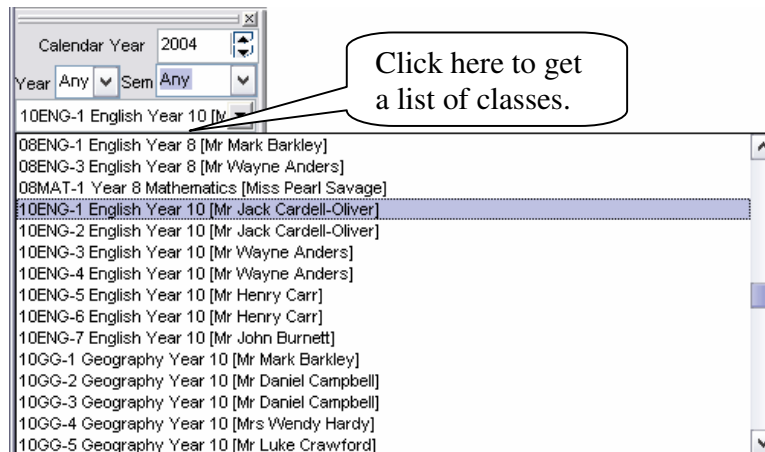 Calendar Year 2004
Year Any Sem Any
Click here to get
a list of classes.
10ENG-1 English Year 10 [M
08ENG-1 English Year 8 [Mr Mark Barkley]
08ENG-3 English Year 8 [Mr Wayne Anders]
08MAT-1 Year 8 Mathematics [Miss Pearl Savage]
10ENG-1 English Year 10 [Mr Jack Cardell-Oliver]
10ENG-2 English Year 10 [Mr Jack Cardell-Oliver]
10ENG-3 English Year 10 [Mr Wayne Anders]
10ENG-4 English Year 10 [Mr Wayne Anders]
10ENG-5 English Year 10 [Mr Henry Carr]
10ENG-6 English Year 10 [Mr Henry Carr]
10ENG-7 English Year 10 [Mr John Burnett]
10GG-1 Geography Year 10 [Mr Mark Barkley]
10GG-2 Geography Year 10 [Mr Daniel Campbell]
10GG-3 Geography Year 10 [Mr Daniel Campbell]
10GG-4 Geography Year 10 [Mrs Wendy Hardy]
10GG-5 Geography Year 10 [Mr Luke Crawford]